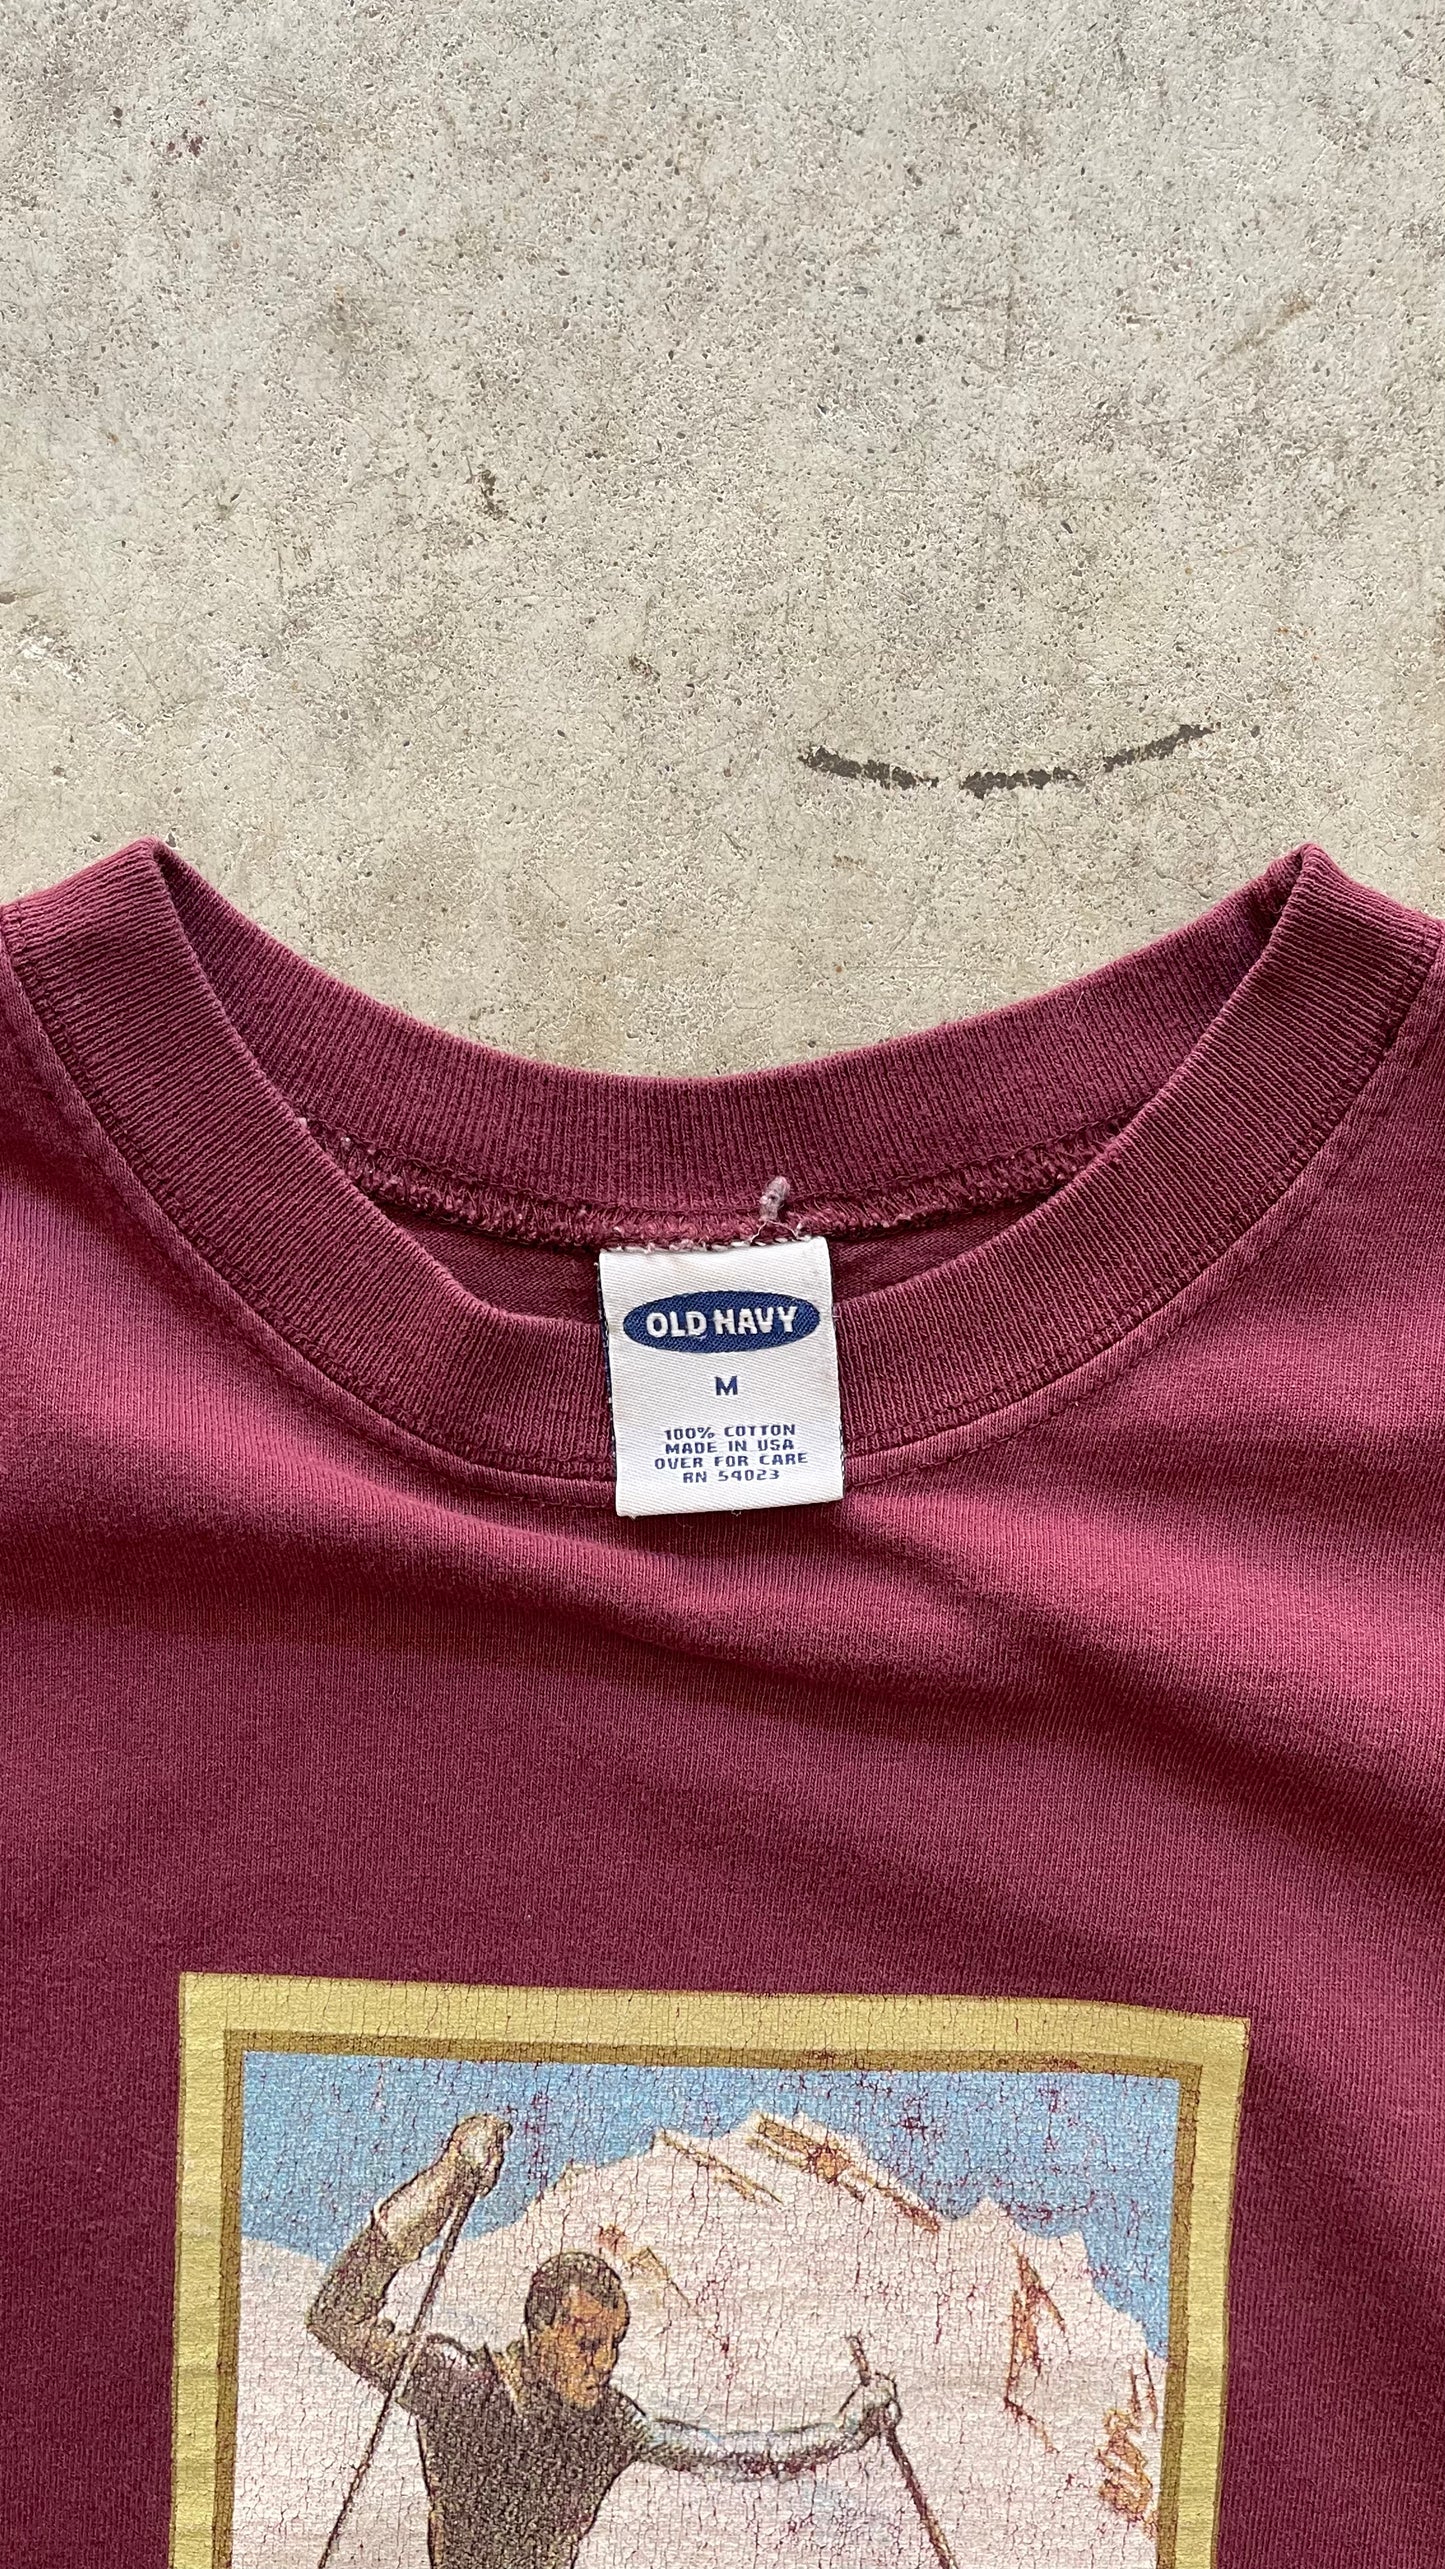 OLD NAVY
M
100% COTTON
MADE IN USA
OVER FOR CARE
RN 54023